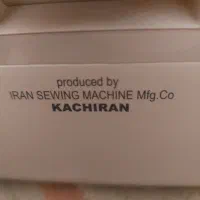 produced by
IRAN SEWING MACHINE Mfg.Co
KACHIRAN